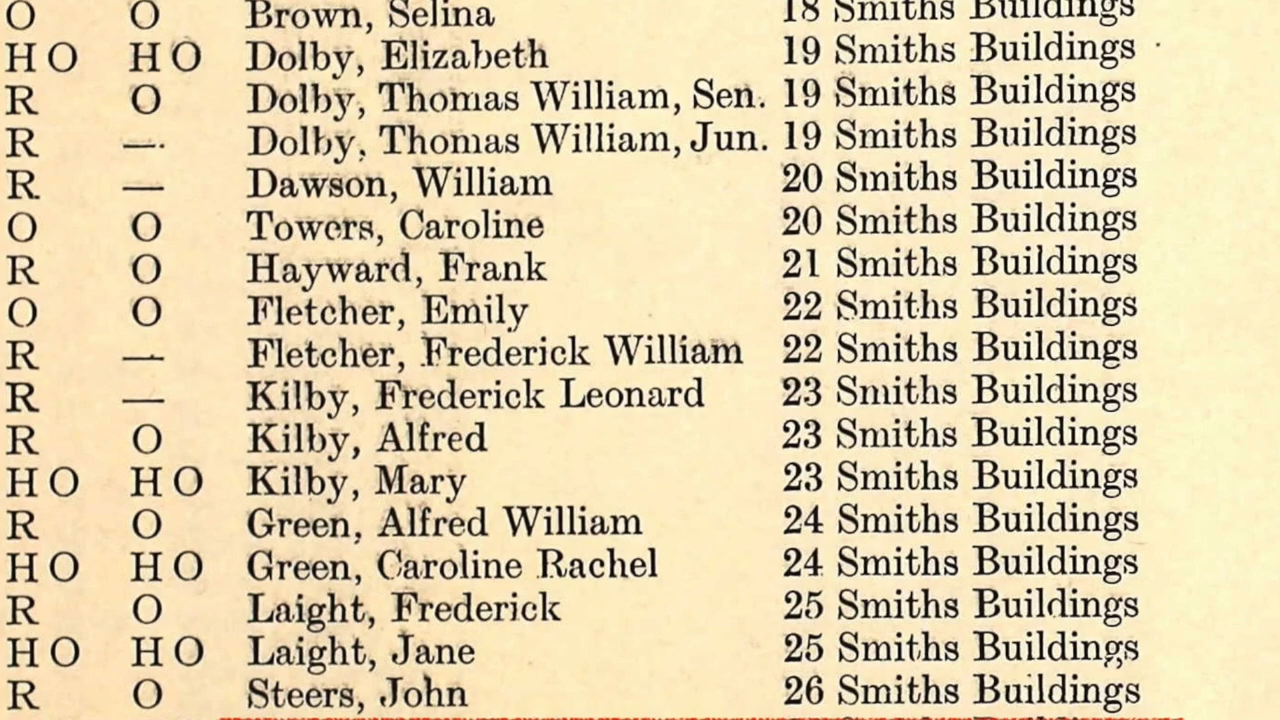 O O Brown, Selina 18 Smiths Buildings
HO HO Dolby, Elizabeth 19 Smiths Buildings
R O Dolby, Thomas William, Sen. 19 Smiths Buildings
R — Dolby, Thomas William, Jun. 19 Smiths Buildings
R — Dawson, William 20 Smiths Buildings
O O Towers, Caroline 20 Smiths Buildings
R O Hayward, Frank 21 Smiths Buildings
O O Fletcher, Emily 22 Smiths Buildings
R — Fletcher, Frederick William 22 Smiths Buildings
R — Kilby, Frederick Leonard 23 Smiths Buildings
R O Kilby, Alfred 23 Smiths Buildings
HO HO Kilby, Mary 23 Smiths Buildings
R O Green, Alfred William 24 Smiths Buildings
HO HO Green, Caroline Rachel 24 Smiths Buildings
R O Laight, Frederick 25 Smiths Buildings
HO HO Laight, Jane 25 Smiths Buildings
R O Steers, John 26 Smiths Buildings